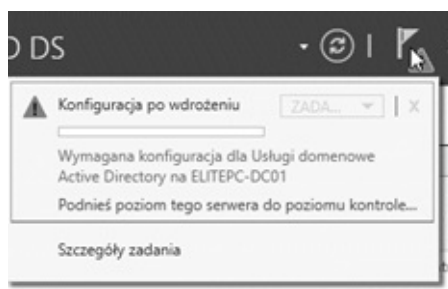 D DS
Konfiguracja po wdrożeniu ZADA... X
Wymagana konfiguracja dla Usługi domenowe
Active Directory na ELITEPC-DC01
Podnieś poziom tego serwera do poziomu kontrole...
Szczegóły zadania